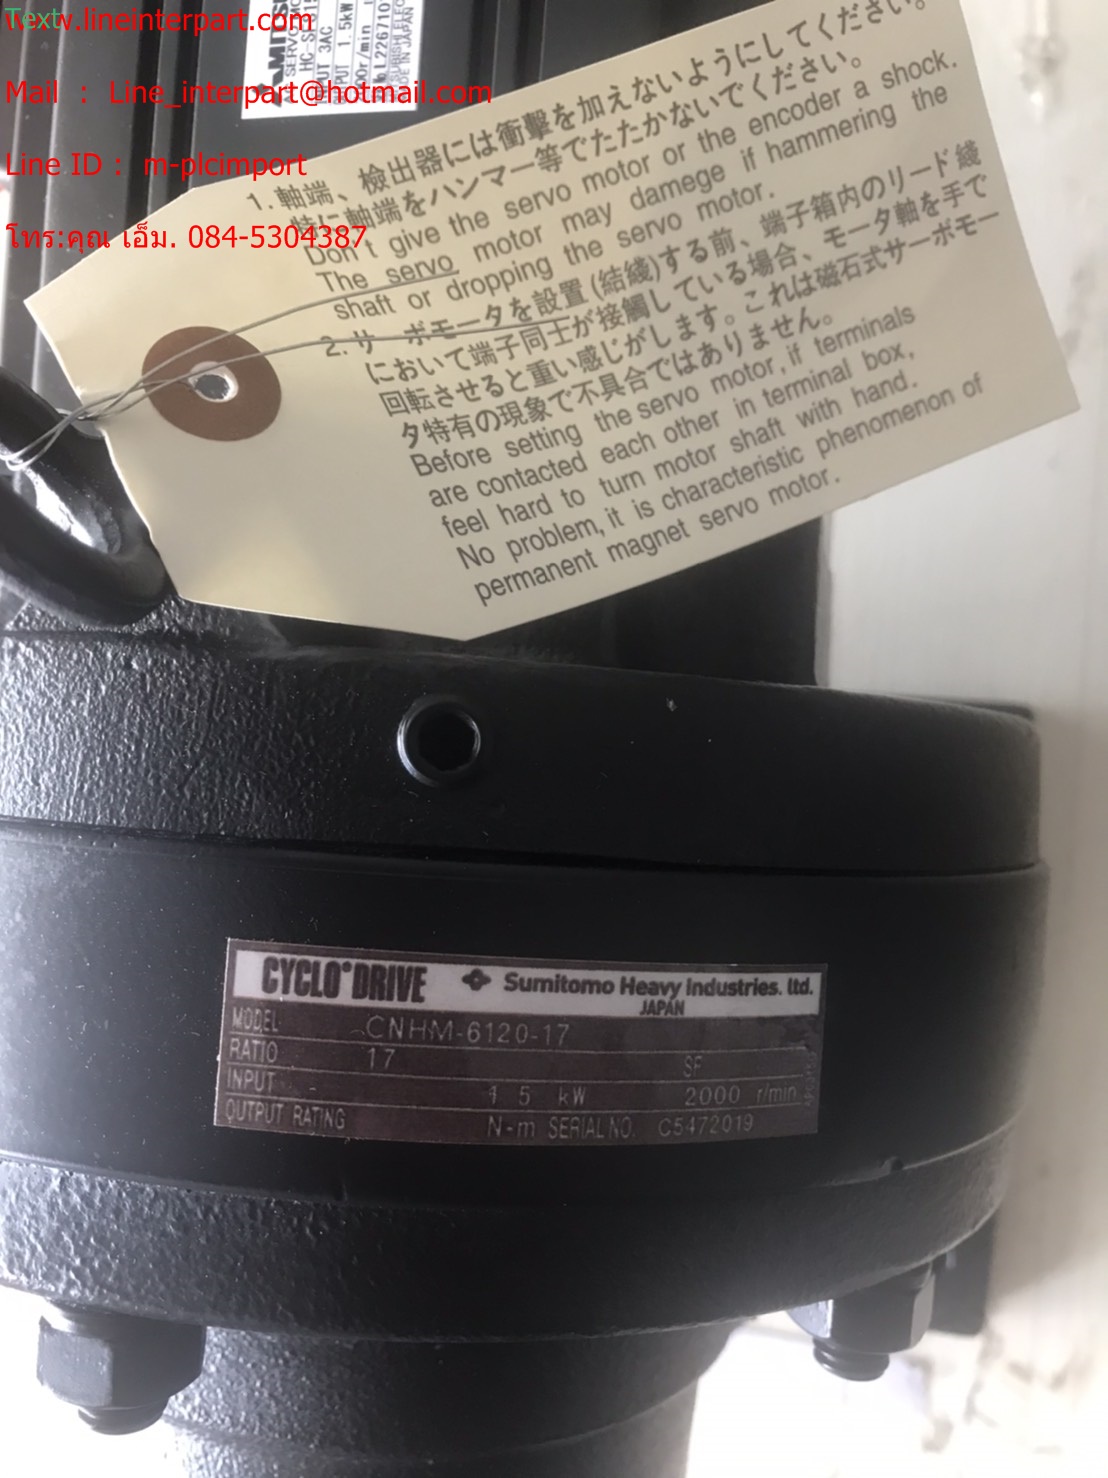 Text
www.lineinterpart.com
Mail : Line_interpart@hotmail.com
Line ID : m-plcimport
โทร:คุณ เอ็ม. 084-5304387
3AC
1.5kW
r/min
1. 軸端、檢出器には衝擊を加えないようにしてください。
特に軸端をハンマー等でたたかないでください。
Don't give the servo motor or the encoder a shock.
The servo motor may damege if hammering the
shaft or dropping the servo motor.
2. サーボモータを設置(結綫)する前、端子箱内のリード綫
において端子同士が接觸している場合、モータ軸を手で
回転させると重い感じがします。これは磁石式サーボモー
タ特有の現象で不具合ではありません。
Before setting the servo motor, if terminals
are contacted each other in terminal box,
feel hard to turn motor shaft with hand.
No problem, it is characteristic phenomenon of
permanent magnet servo motor.
CYCLO DRIVE Sumitomo Heavy Industries. ltd.
JAPAN
MODEL CNHM-6120-17
RATIO 17 SF
INPUT 1 5 kW 2000 r/min
OUTPUT RATING N-m SERIAL NO. C5472019